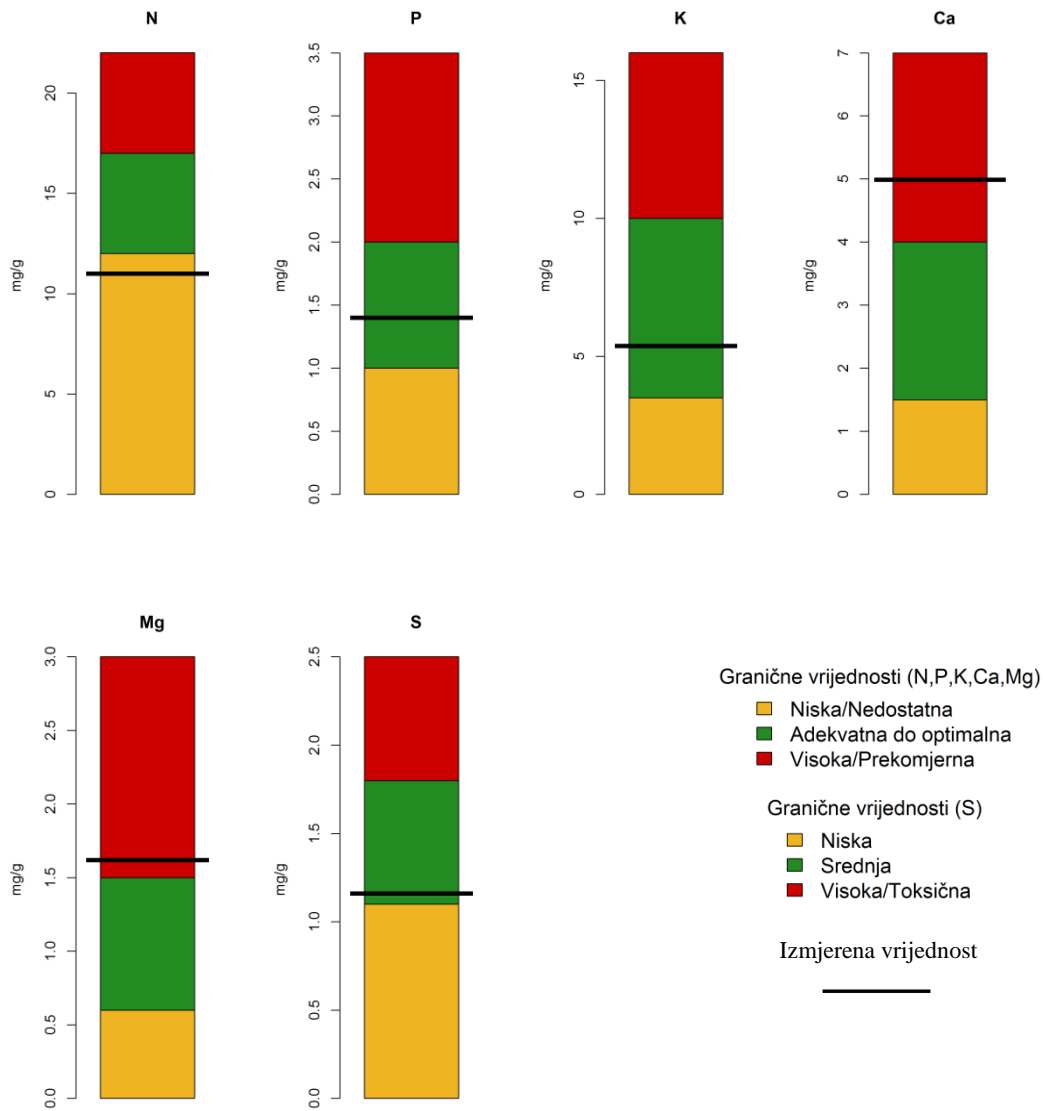 N
P
K
Ca
mg/g
0
5
10
15
20
mg/g
0.0
0.5
1.0
1.5
2.0
2.5
3.0
3.5
mg/g
0
5
10
15
mg/g
0
1
2
3
4
5
6
7
Mg
S
mg/g
0.0
0.5
1.0
1.5
2.0
2.5
3.0
mg/g
0.0
0.5
1.0
1.5
2.0
2.5
Granične vrijednosti (N,P,K,Ca,Mg)
Niska/Nedostatna
Adekvatna do optimalna
Visoka/Prekomjerna
Granične vrijednosti (S)
Niska
Srednja
Visoka/Toksična
Izmjerena vrijednost